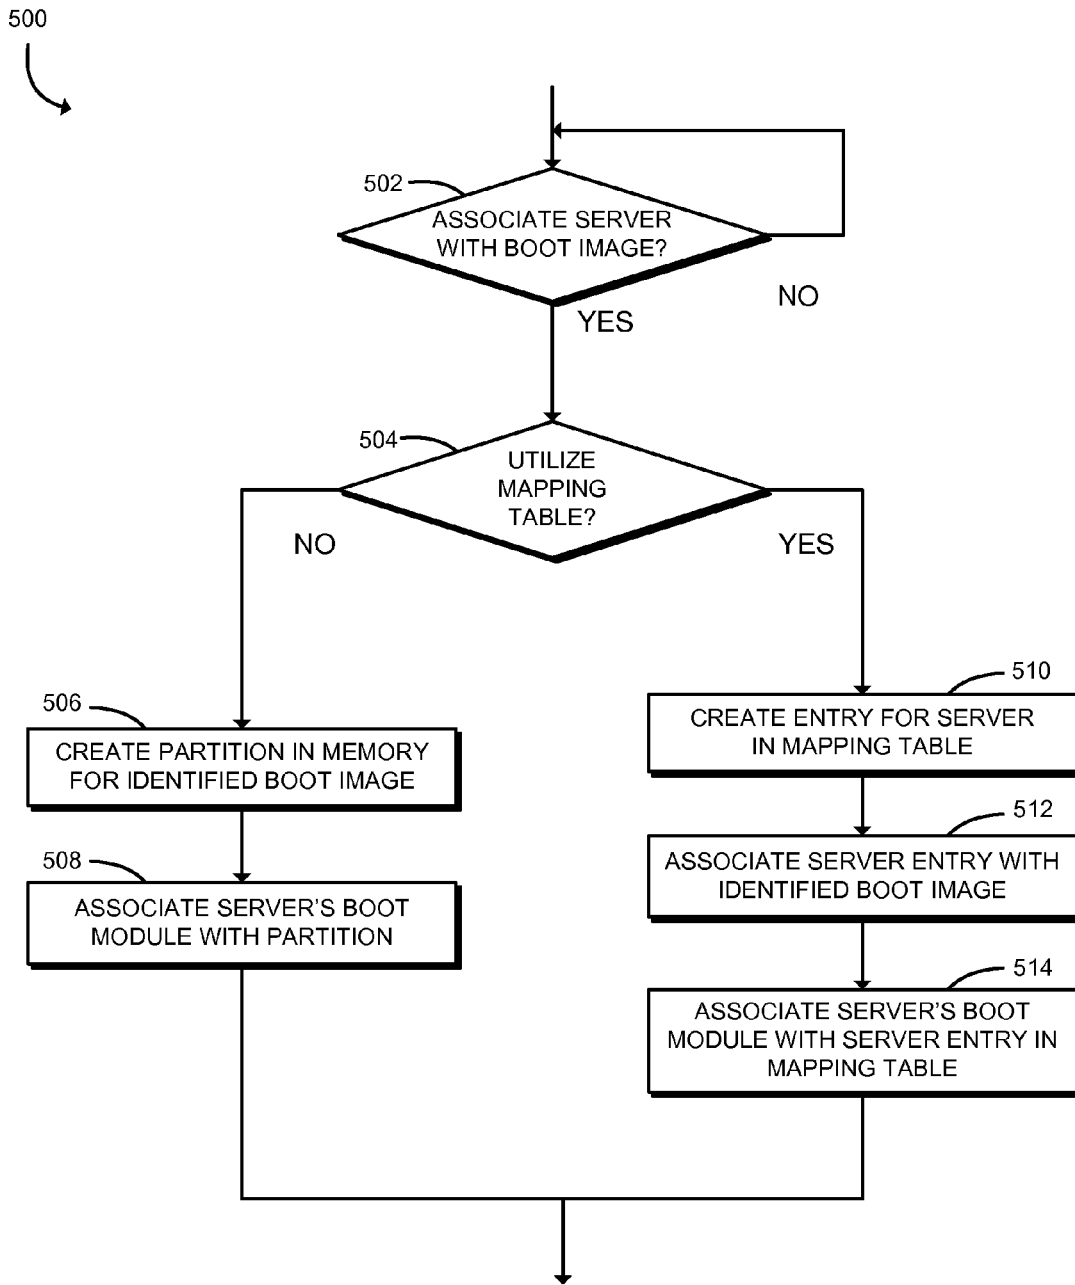 500
502
ASSOCIATE SERVER
WITH BOOT IMAGE?
NO
YES
504
UTILIZE
MAPPING
TABLE?
NO
YES
506
CREATE PARTITION IN MEMORY
FOR IDENTIFIED BOOT IMAGE
508
ASSOCIATE SERVER'S BOOT
MODULE WITH PARTITION
510
CREATE ENTRY FOR SERVER
IN MAPPING TABLE
512
ASSOCIATE SERVER ENTRY WITH
IDENTIFIED BOOT IMAGE
514
ASSOCIATE SERVER'S BOOT
MODULE WITH SERVER ENTRY IN
MAPPING TABLE